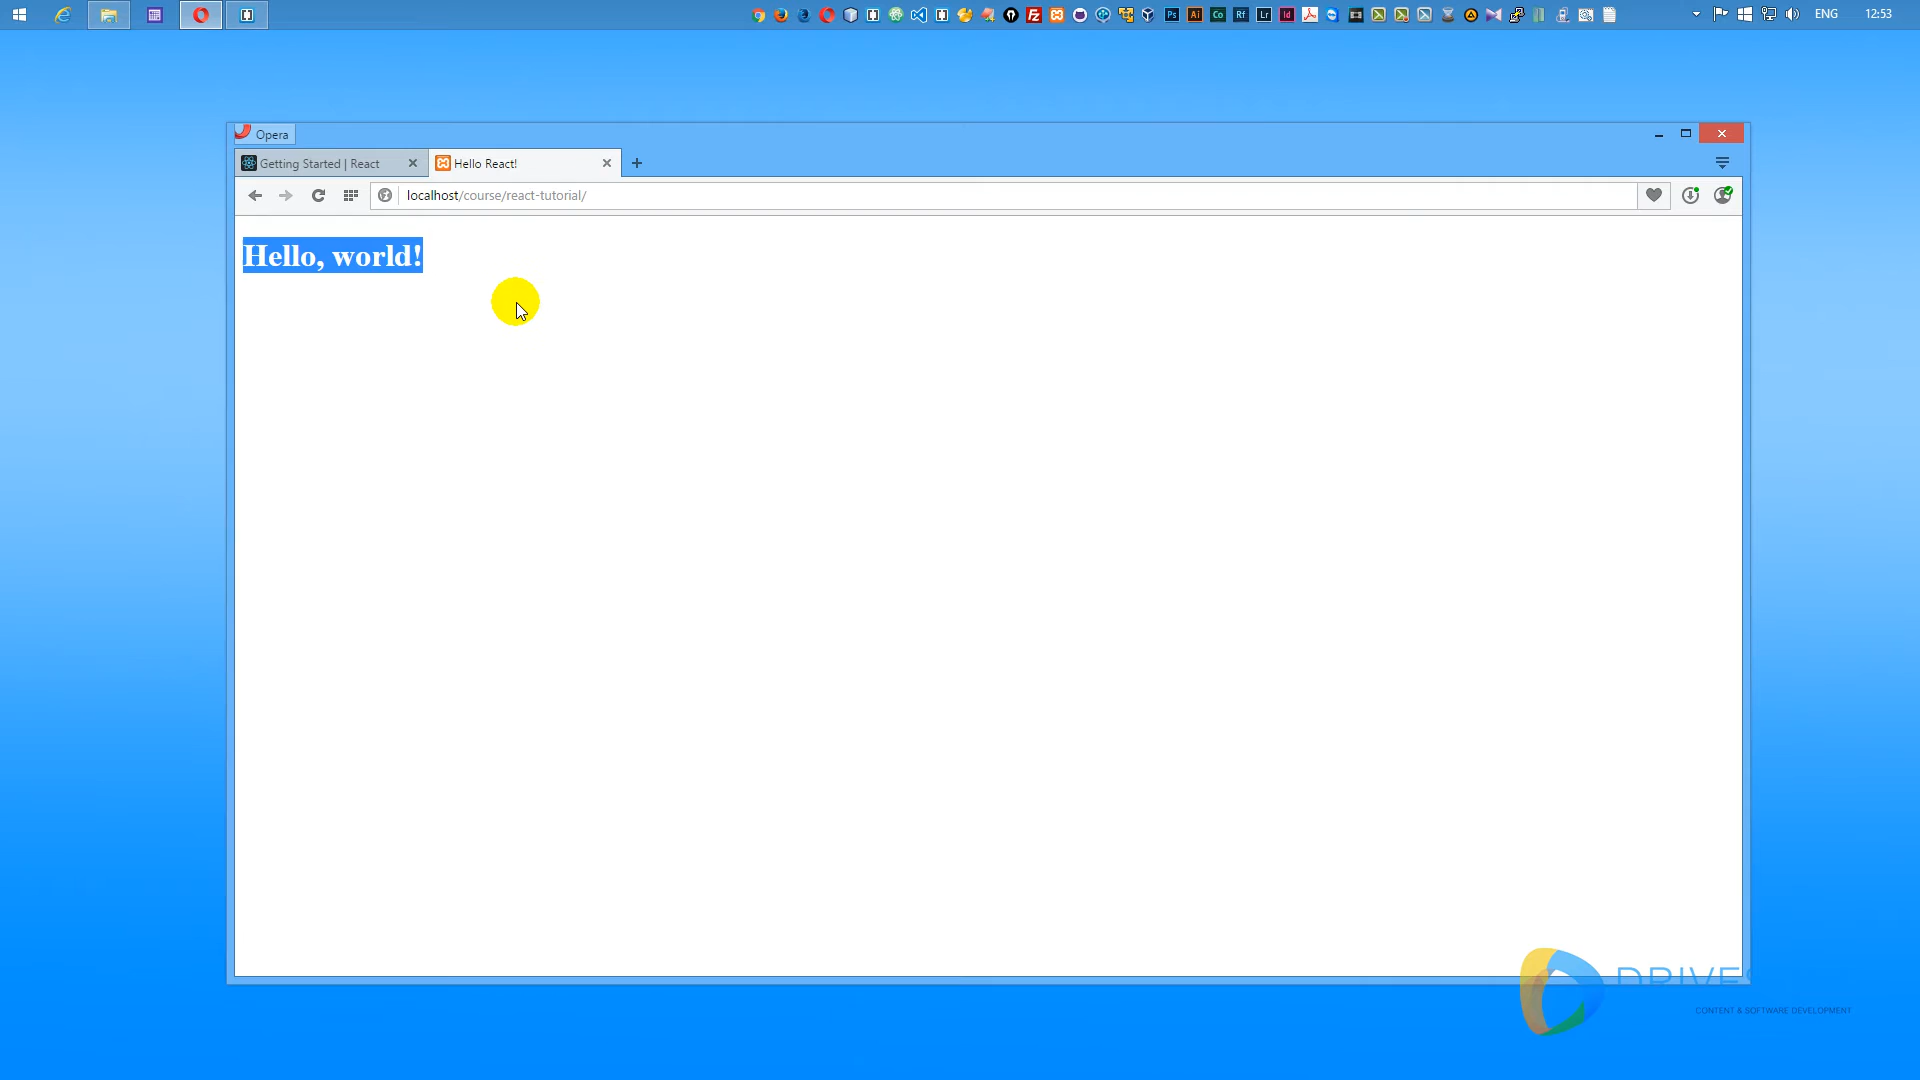 ENG 12:53
Opera
Getting Started | React
Hello React!
localhost/course/react-tutorial/
Hello, world!
CONTENT & SOFTWARE DEVELOPMENT